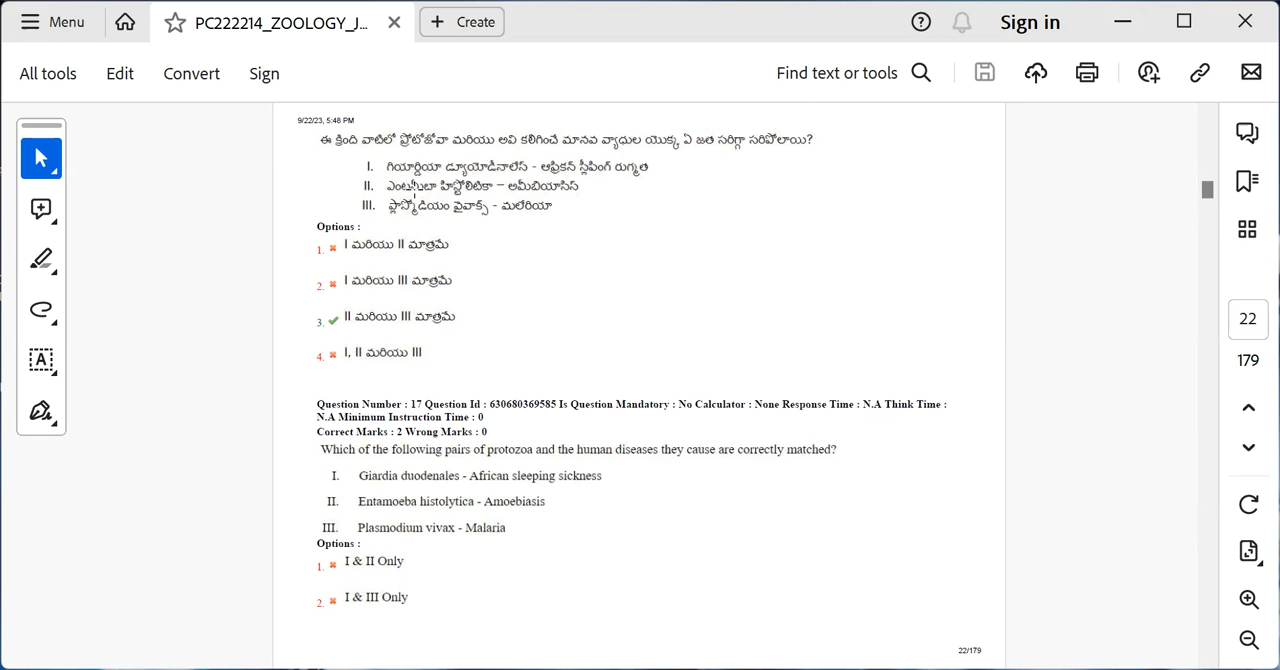 Menu PC222214_ZOOLOGY_J... Create Sign in
All tools Edit Convert Sign Find text or tools
9/22/23, 5:48 PM
ఈ క్రింది వాటిలో ప్రోటోజోవా మరియు అవి కలిగించే మానవ వ్యాధుల యొక్క ఏ జత సరిగ్గా సరిపోలాయి?
I. గియార్డియా డ్యూయోడీనాలేస్ - ఆఫ్రికన్ స్లీపింగ్ రుగ్మత
II. ఎంటమీబా హిస్టోలిటికా – అమీబియాసిస్
III. ప్లాస్మోడియం వైవాక్స్ - మలేరియా
Options :
1. I మరియు II మాత్రమే
2. I మరియు III మాత్రమే
3. II మరియు III మాత్రమే
4. I, II మరియు III
Question Number : 17 Question Id : 630680369585 Is Question Mandatory : No Calculator : None Response Time : N.A Think Time :
N.A Minimum Instruction Time : 0
Correct Marks : 2 Wrong Marks : 0
Which of the following pairs of protozoa and the human diseases they cause are correctly matched?
I. Giardia duodenales - African sleeping sickness
II. Entamoeba histolytica - Amoebiasis
III. Plasmodium vivax - Malaria
Options :
1. I & II Only
2. I & III Only
22/179
22
179